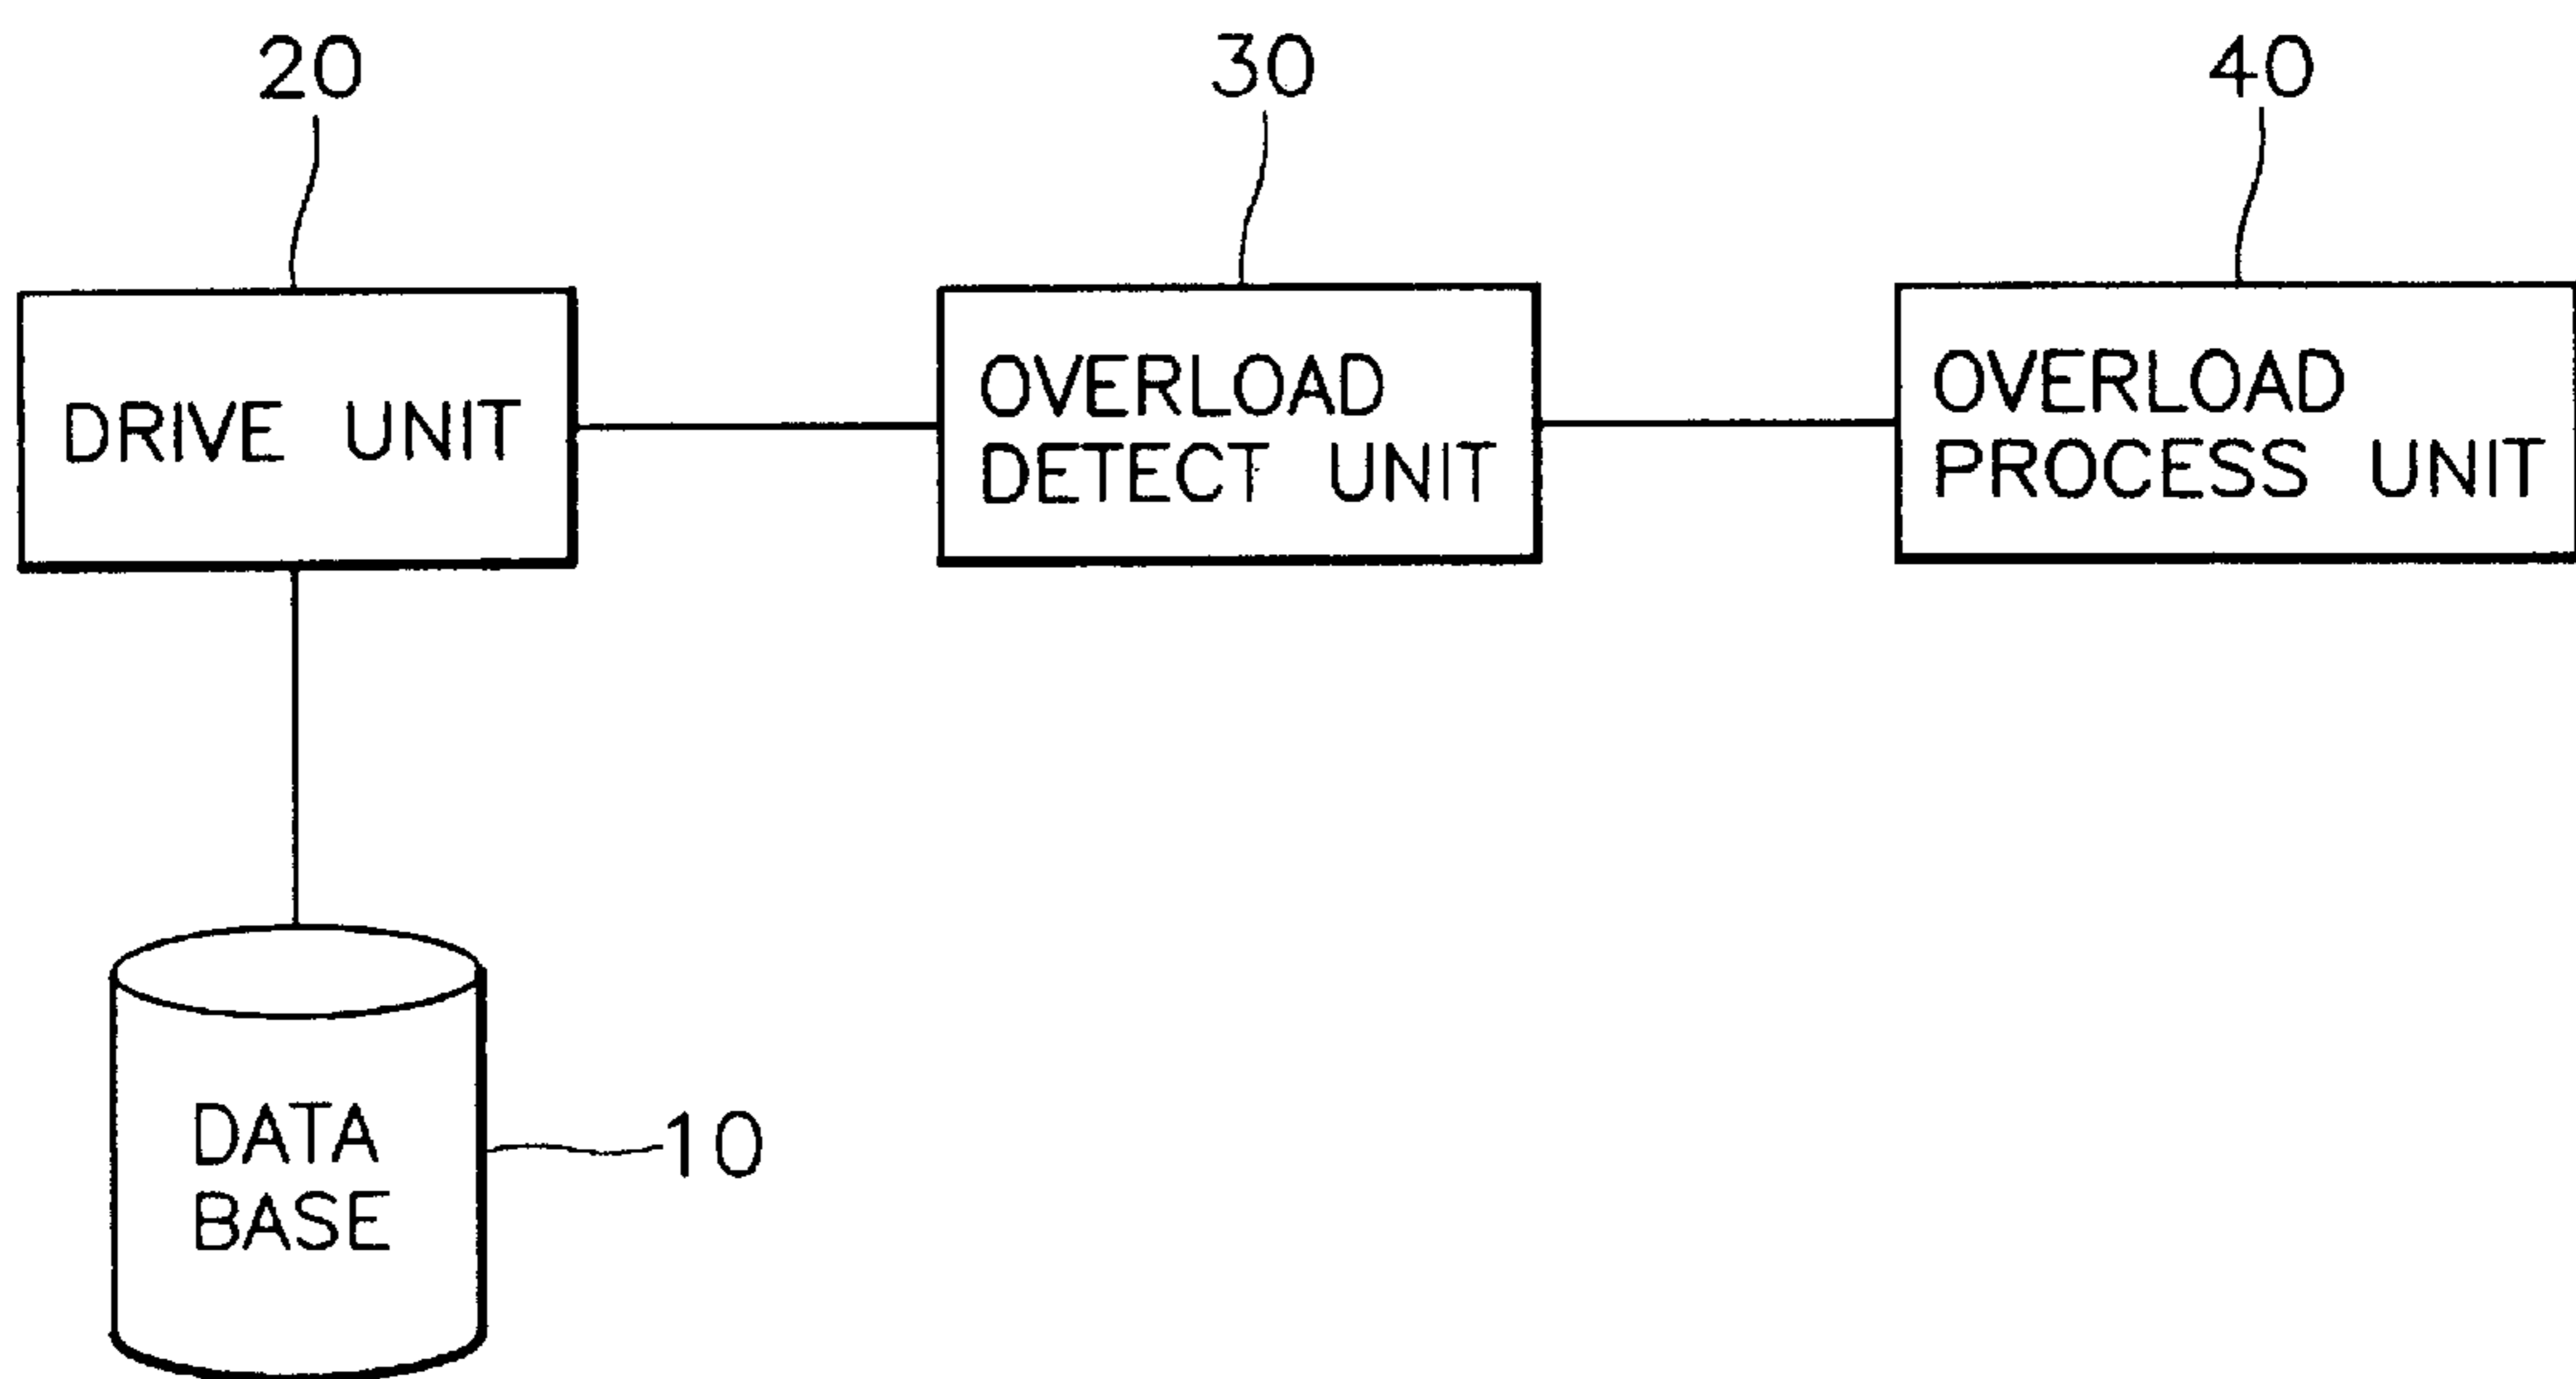 20
30
40
DRIVE UNIT
OVERLOAD
DETECT UNIT
OVERLOAD
PROCESS UNIT
DATA
BASE
10